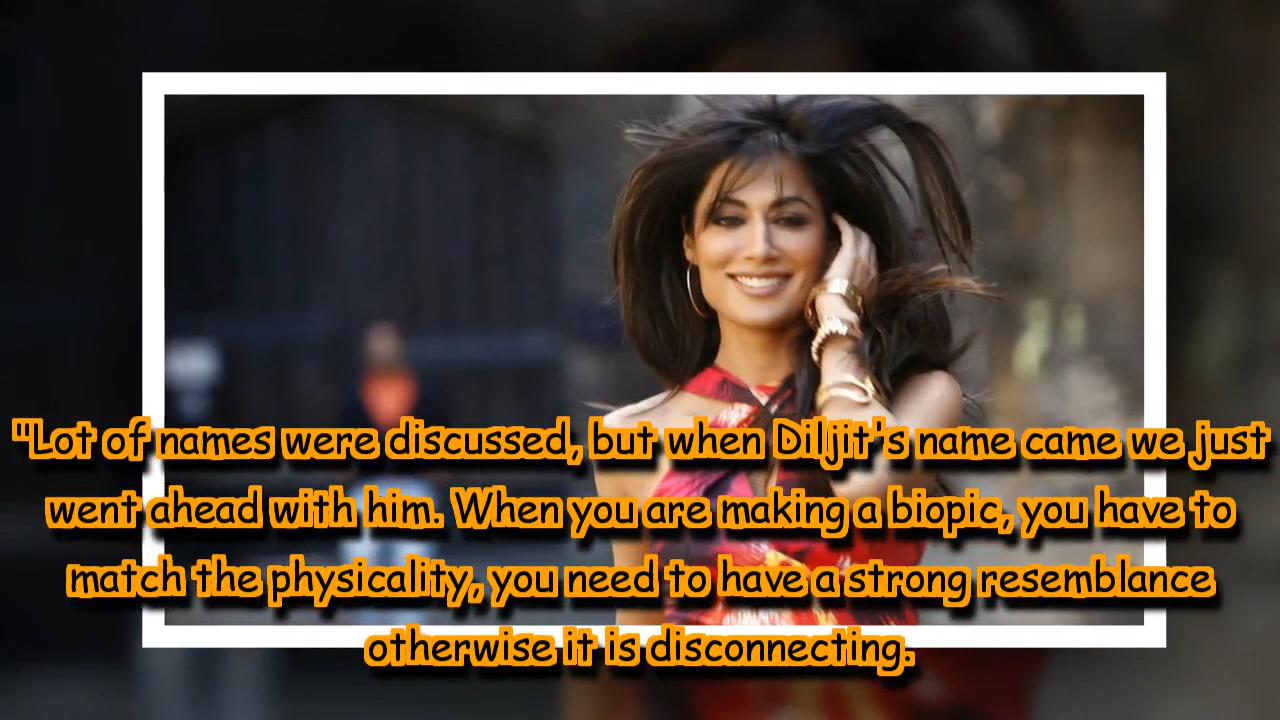 "Lot of names were discussed, but when Diljit's name came we just
went ahead with him. When you are making a biopic, you have to
match the physicality, you need to have a strong resemblance
otherwise it is disconnecting.